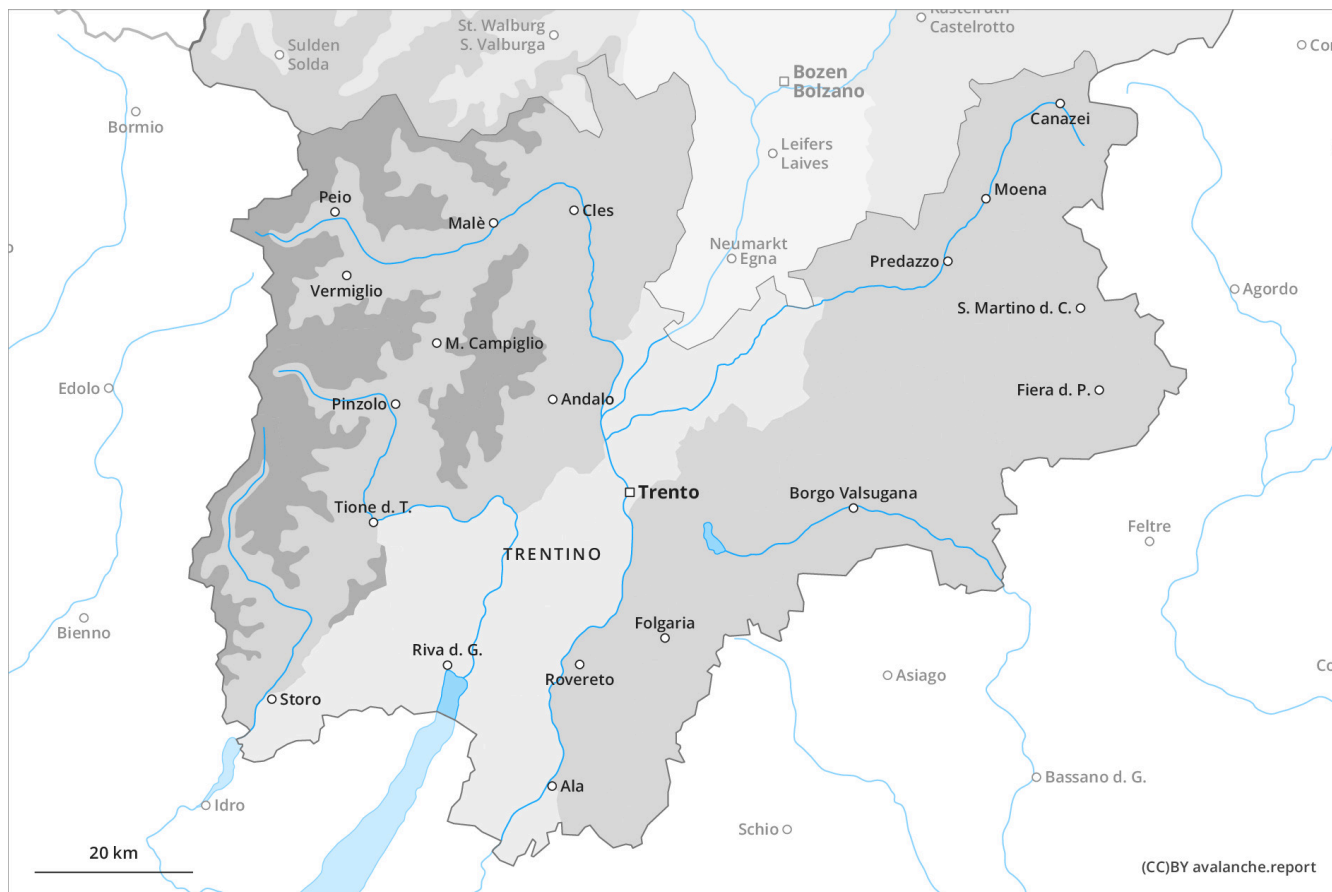 St. Walburg
S. Valburga
Castelrotto
Sulden
Solda
Bozen
Bolzano
Bormio
Canazei
Leifers
Laives
Peio
Malè
Cles
Moena
Neumarkt
Egna
Predazzo
Vermiglio
Agordo
S. Martino d. C.
M. Campiglio
Edolo
Pinzolo
Andalo
Fiera d. P.
Trento
Borgo Valsugana
Tione d. T.
Feltre
TRENTINO
Bienno
Folgaria
Riva d. G.
Rovereto
Asiago
Storo
Ala
Bassano d. G.
Idro
Schio
20 km
(CC)BY avalanche.report